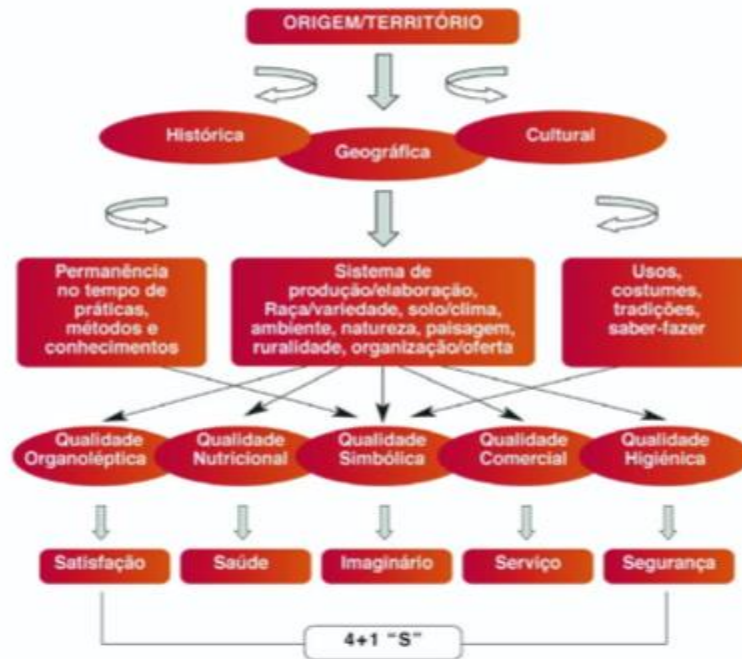 ORIGEM/TERRITÓRIO
Histórica
Geográfica
Cultural
Permanência
no tempo de
práticas,
métodos e
conhecimentos
Sistema de
produção/elaboração,
Raça/variedade, solo/clima,
ambiente, natureza, paisagem,
ruralidade, organização/oferta
Usos,
costumes,
tradições,
saber-fazer
Qualidade
Organoléptica
Qualidade
Nutricional
Qualidade
Simbólica
Qualidade
Comercial
Qualidade
Higiénica
Satisfação
Saúde
Imaginário
Serviço
Segurança
4+1 “S”